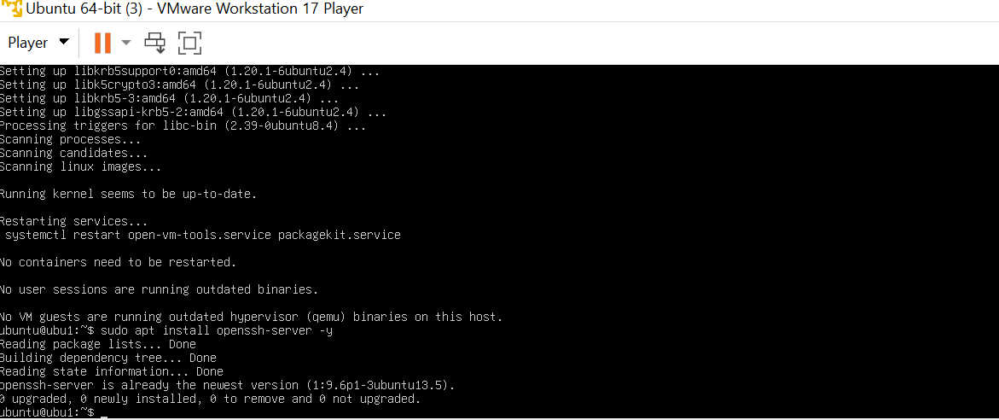 Ubuntu 64-bit (3) - VMware Workstation 17 Player
Player
Setting up libkrb5support0:amd64 (1.20.1-6ubuntu2.4) ...
Setting up libk5crypto3:amd64 (1.20.1-6ubuntu2.4) ...
Setting up libkrb5-3:amd64 (1.20.1-6ubuntu2.4) ...
Setting up libgssapi-krb5-2:amd64 (1.20.1-6ubuntu2.4) ...
Processing triggers for libc-bin (2.39-0ubuntu8.4) ...
Scanning processes...
Scanning candidates...
Scanning linux images...
Running kernel seems to be up-to-date.
Restarting services...
systemctl restart open-vm-tools.service packagekit.service
No containers need to be restarted.
No user sessions are running outdated binaries.
No VM guests are running outdated hypervisor (qemu) binaries on this host.
ubuntu@ubu1:~$ sudo apt install openssh-server -y
Reading package lists... Done
Building dependency tree... Done
Reading state information... Done
openssh-server is already the newest version (1:9.6p1-3ubuntu13.5).
0 upgraded, 0 newly installed, 0 to remove and 0 not upgraded.
ubuntu@ubu1:~$ _